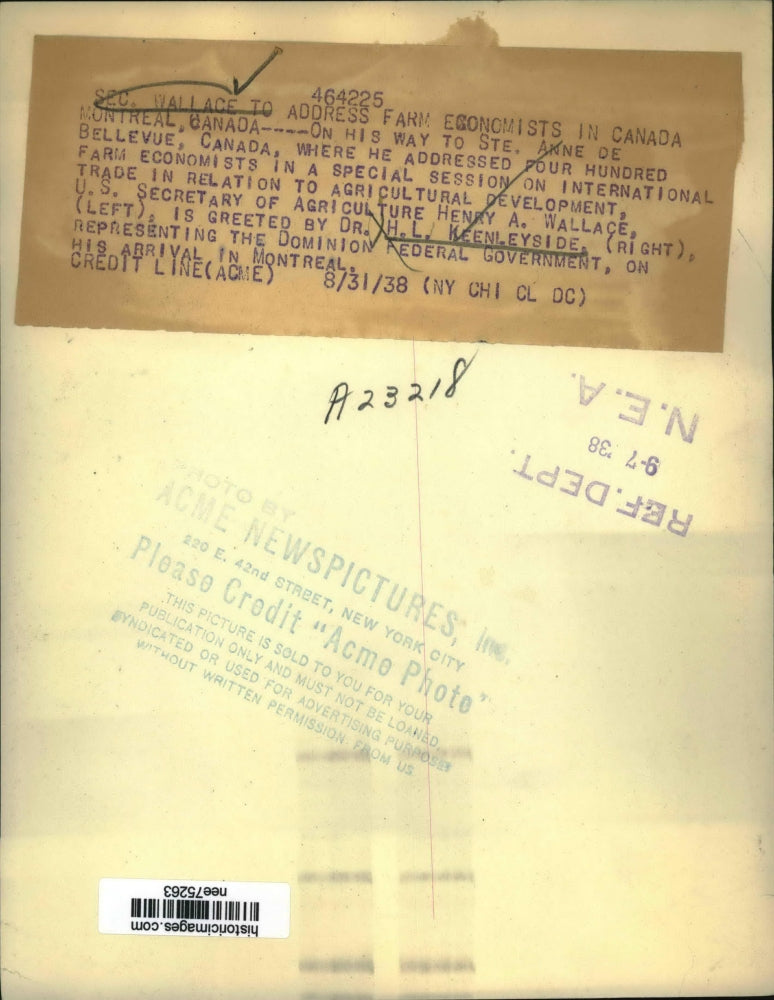 464225
SEC. WALLACE TO ADDRESS FARM ECONOMISTS IN CANADA
MONTREAL, CANADA-----ON HIS WAY TO STE. ANNE DE
BELLEVUE, CANADA, WHERE HE ADDRESSED FOUR HUNDRED
FARM ECONOMISTS IN A SPECIAL SESSION ON INTERNATIONAL
TRADE IN RELATION TO AGRICULTURAL DEVELOPMENT,
U.S. SECRETARY OF AGRICULTURE HENRY A. WALLACE,
(LEFT), IS GREETED BY DR. H.L. KEENLEYSIDE, (RIGHT),
REPRESENTING THE DOMINION FEDERAL GOVERNMENT, ON
HIS ARRIVAL IN MONTREAL.
CREDIT LINE(ACME) 8/31/38 (NY CHI CL DC)
A23218
REF. DEPT.
9-7 '38
N.E.A.
PHOTO BY
ACME NEWSPICTURES, Inc.
220 E. 42nd STREET, NEW YORK CITY
Please Credit "Acme Photo"
THIS PICTURE IS SOLD TO YOU FOR YOUR
PUBLICATION ONLY AND MUST NOT BE LOANED
SYNDICATED OR USED FOR ADVERTISING PURPOSES
WITHOUT WRITTEN PERMISSION FROM US
historicimages.com
nee75263